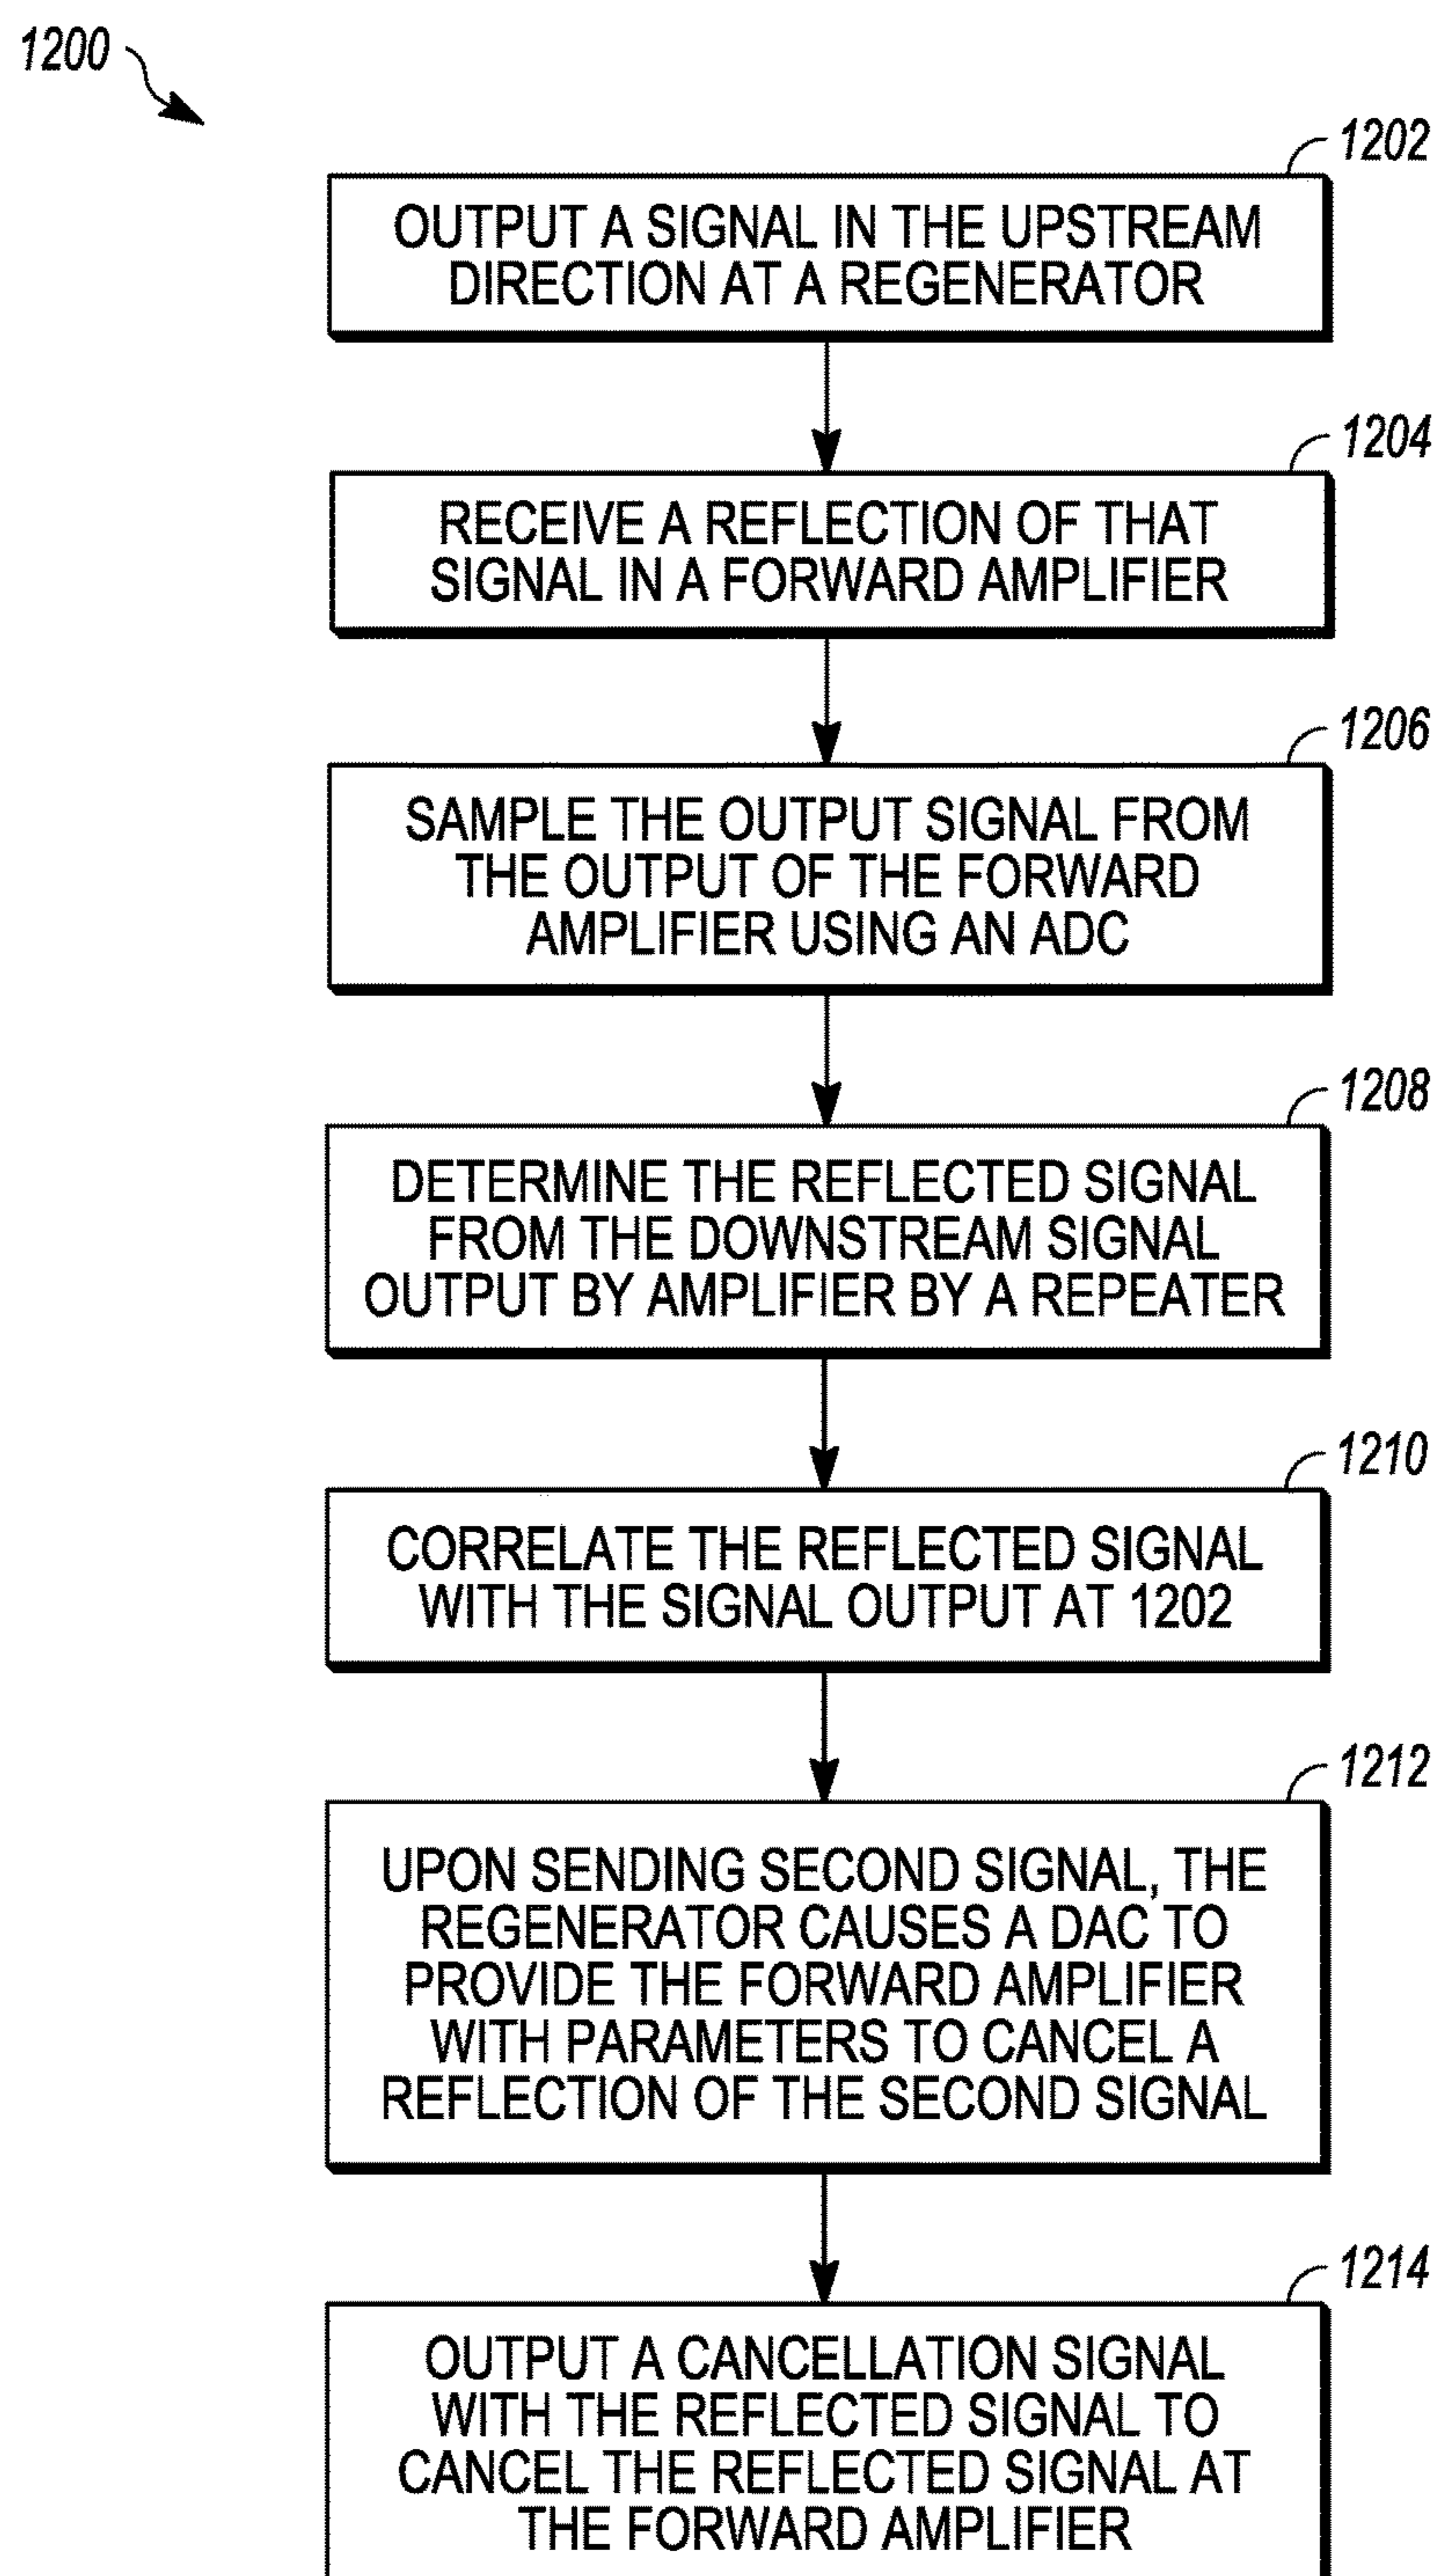 1200
1202
OUTPUT A SIGNAL IN THE UPSTREAM
DIRECTION AT A REGENERATOR
1204
RECEIVE A REFLECTION OF THAT
SIGNAL IN A FORWARD AMPLIFIER
1206
SAMPLE THE OUTPUT SIGNAL FROM
THE OUTPUT OF THE FORWARD
AMPLIFIER USING AN ADC
1208
DETERMINE THE REFLECTED SIGNAL
FROM THE DOWNSTREAM SIGNAL
OUTPUT BY AMPLIFIER BY A REPEATER
1210
CORRELATE THE REFLECTED SIGNAL
WITH THE SIGNAL OUTPUT AT 1202
1212
UPON SENDING SECOND SIGNAL, THE
REGENERATOR CAUSES A DAC TO
PROVIDE THE FORWARD AMPLIFIER
WITH PARAMETERS TO CANCEL A
REFLECTION OF THE SECOND SIGNAL
1214
OUTPUT A CANCELLATION SIGNAL
WITH THE REFLECTED SIGNAL TO
CANCEL THE REFLECTED SIGNAL AT
THE FORWARD AMPLIFIER